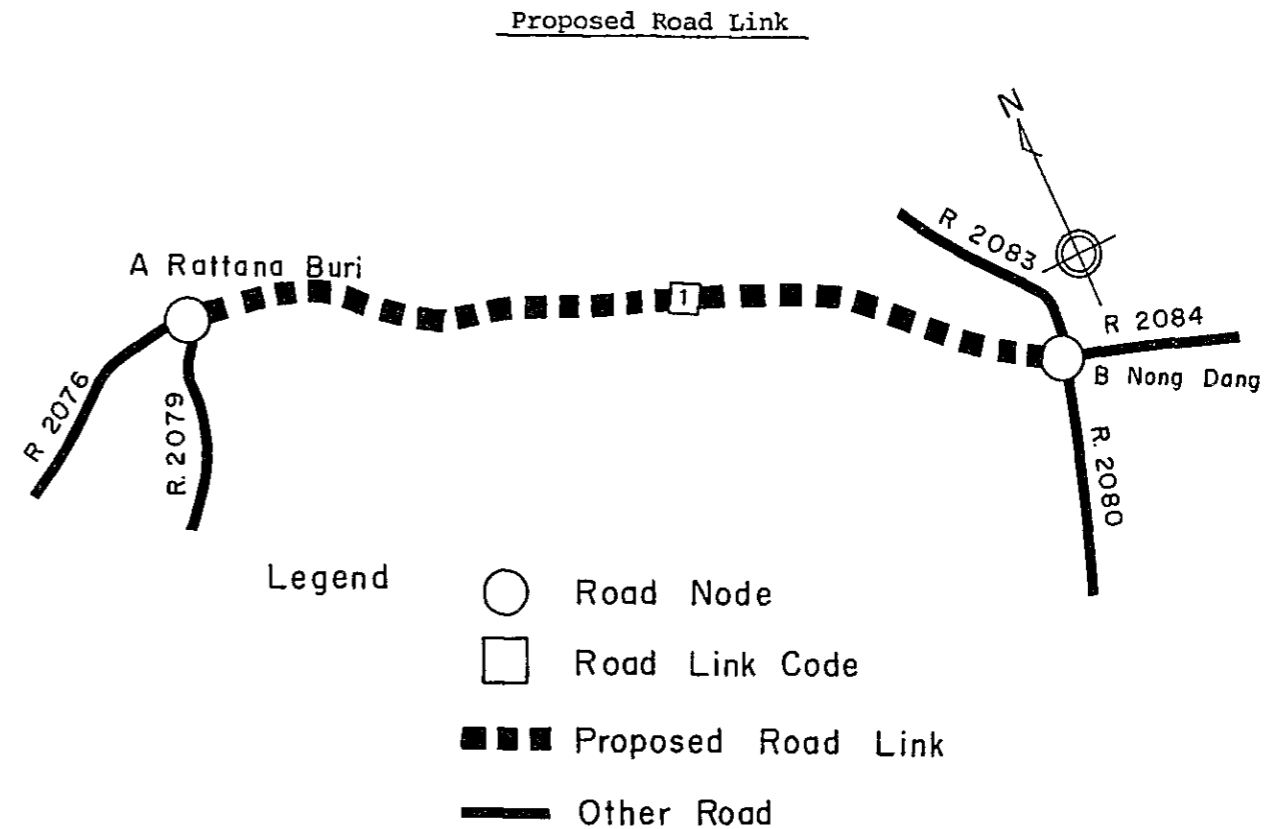 Proposed Road Link
N
R 2083
A Rattana Buri
1
R 2084
B Nong Dang
R 2076
R. 2079
R. 2080
Legend
Road Node
Road Link Code
Proposed Road Link
Other Road